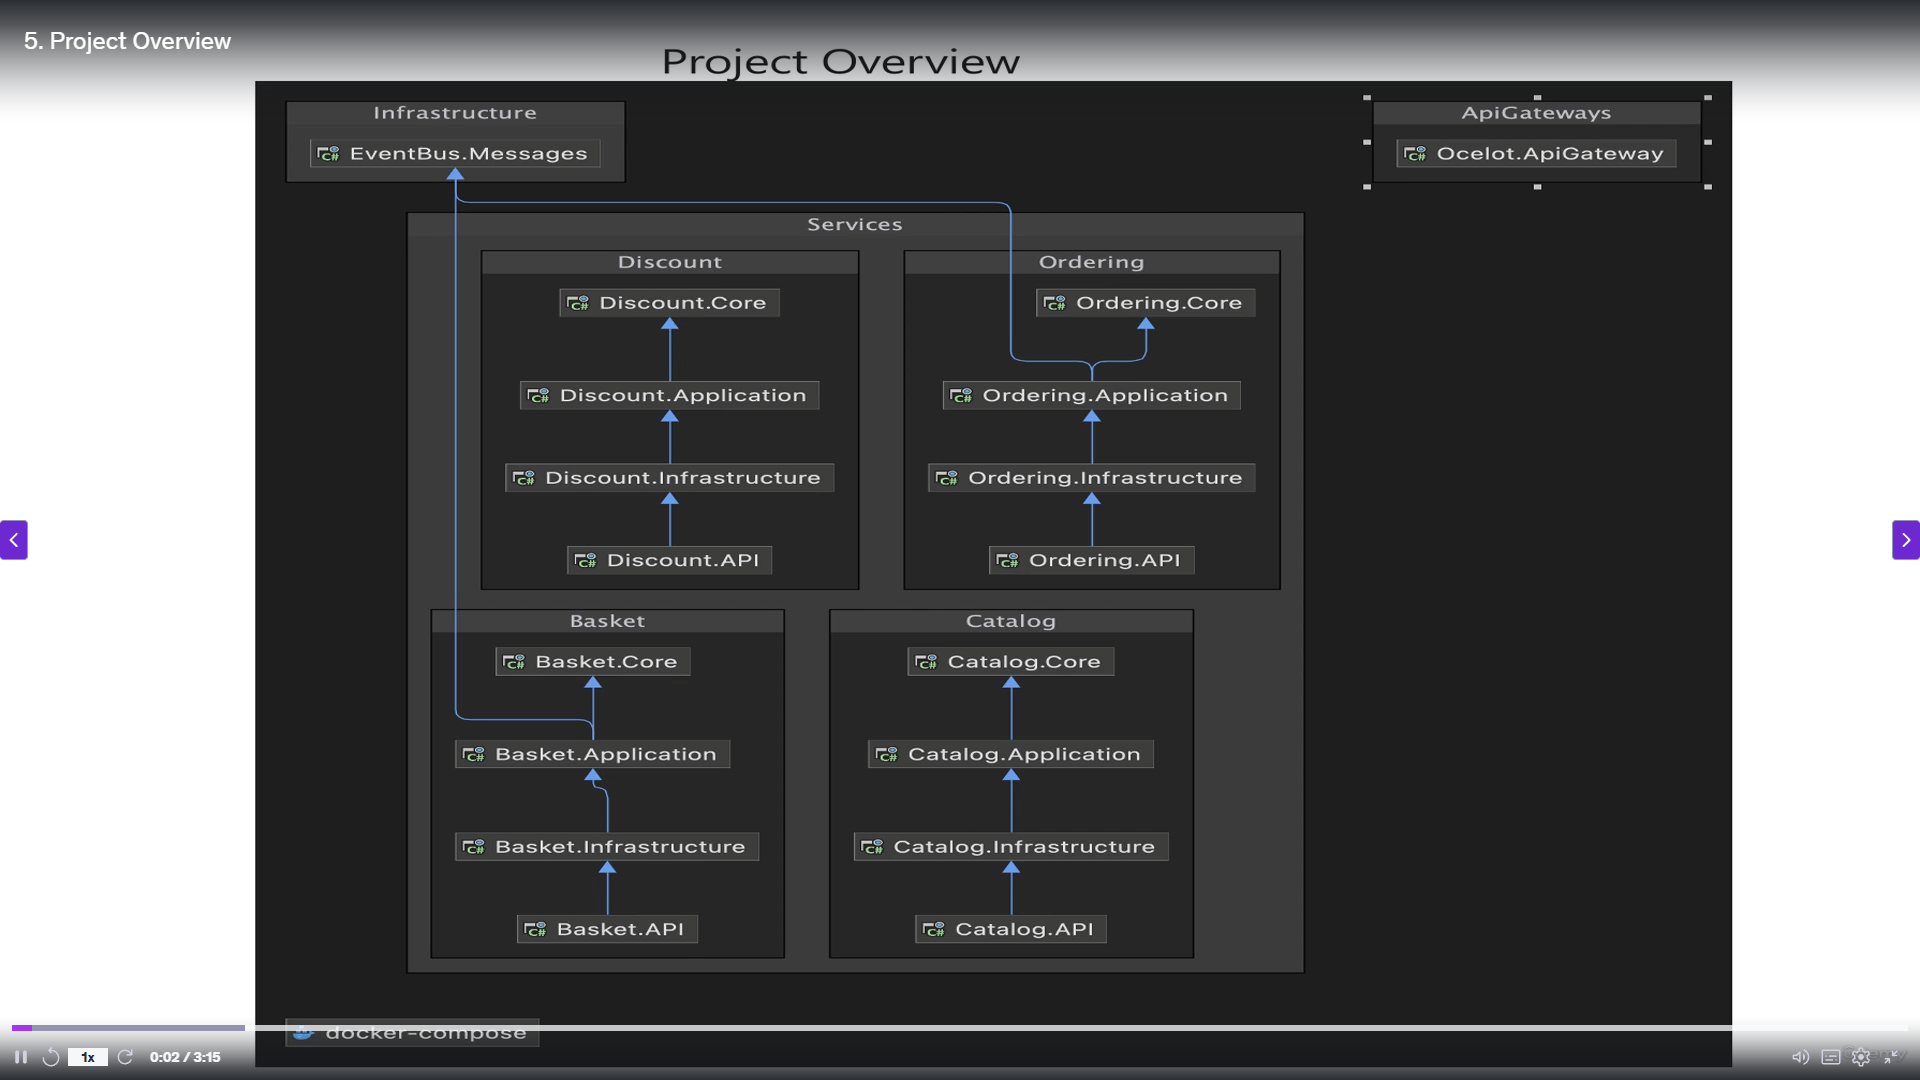 5. Project Overview
Project Overview
Infrastructure
EventBus.Messages
ApiGateways
Ocelot.ApiGateway
Services
Discount
Discount.Core
Discount.Application
Discount.Infrastructure
Discount.API
Ordering
Ordering.Core
Ordering.Application
Ordering.Infrastructure
Ordering.API
Basket
Basket.Core
Basket.Application
Basket.Infrastructure
Basket.API
Catalog
Catalog.Core
Catalog.Application
Catalog.Infrastructure
Catalog.API
docker-compose
1x
0:02 / 3:15